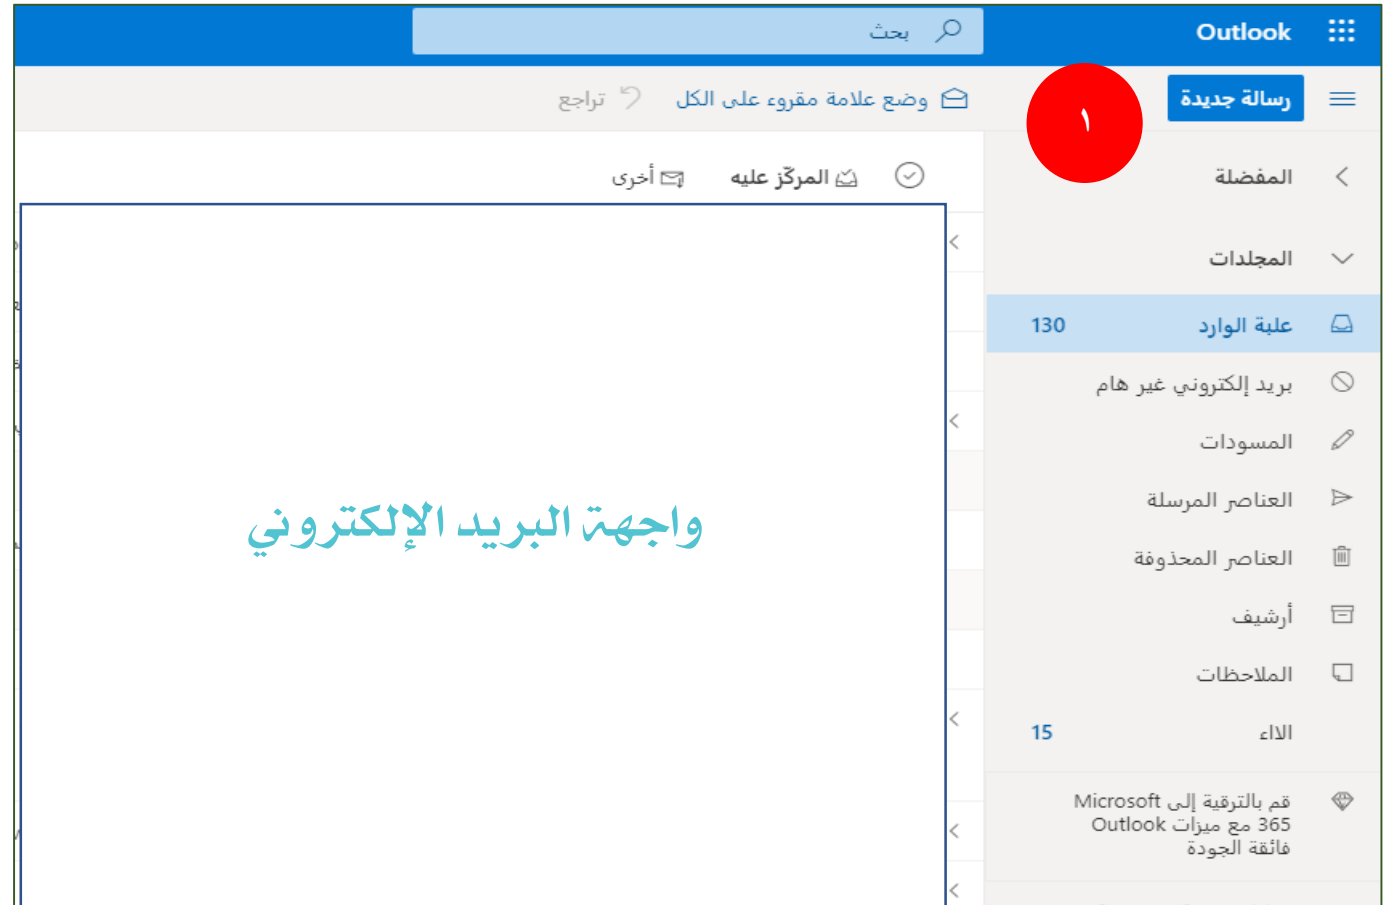 Outlook
بحث
رسالة جديدة
١
وضع علامة مقروء على الكل
تراجع
المفضلة
المركّز عليه
أخرى
المجلدات
علبة الوارد 130
بريد إلكتروني غير هام
المسودات
العناصر المرسلة
العناصر المحذوفة
أرشيف
الملاحظات
الااء 15
قم بالترقية إلى Microsoft
365 مع ميزات Outlook
فائقة الجودة
واجهة البريد الإلكتروني